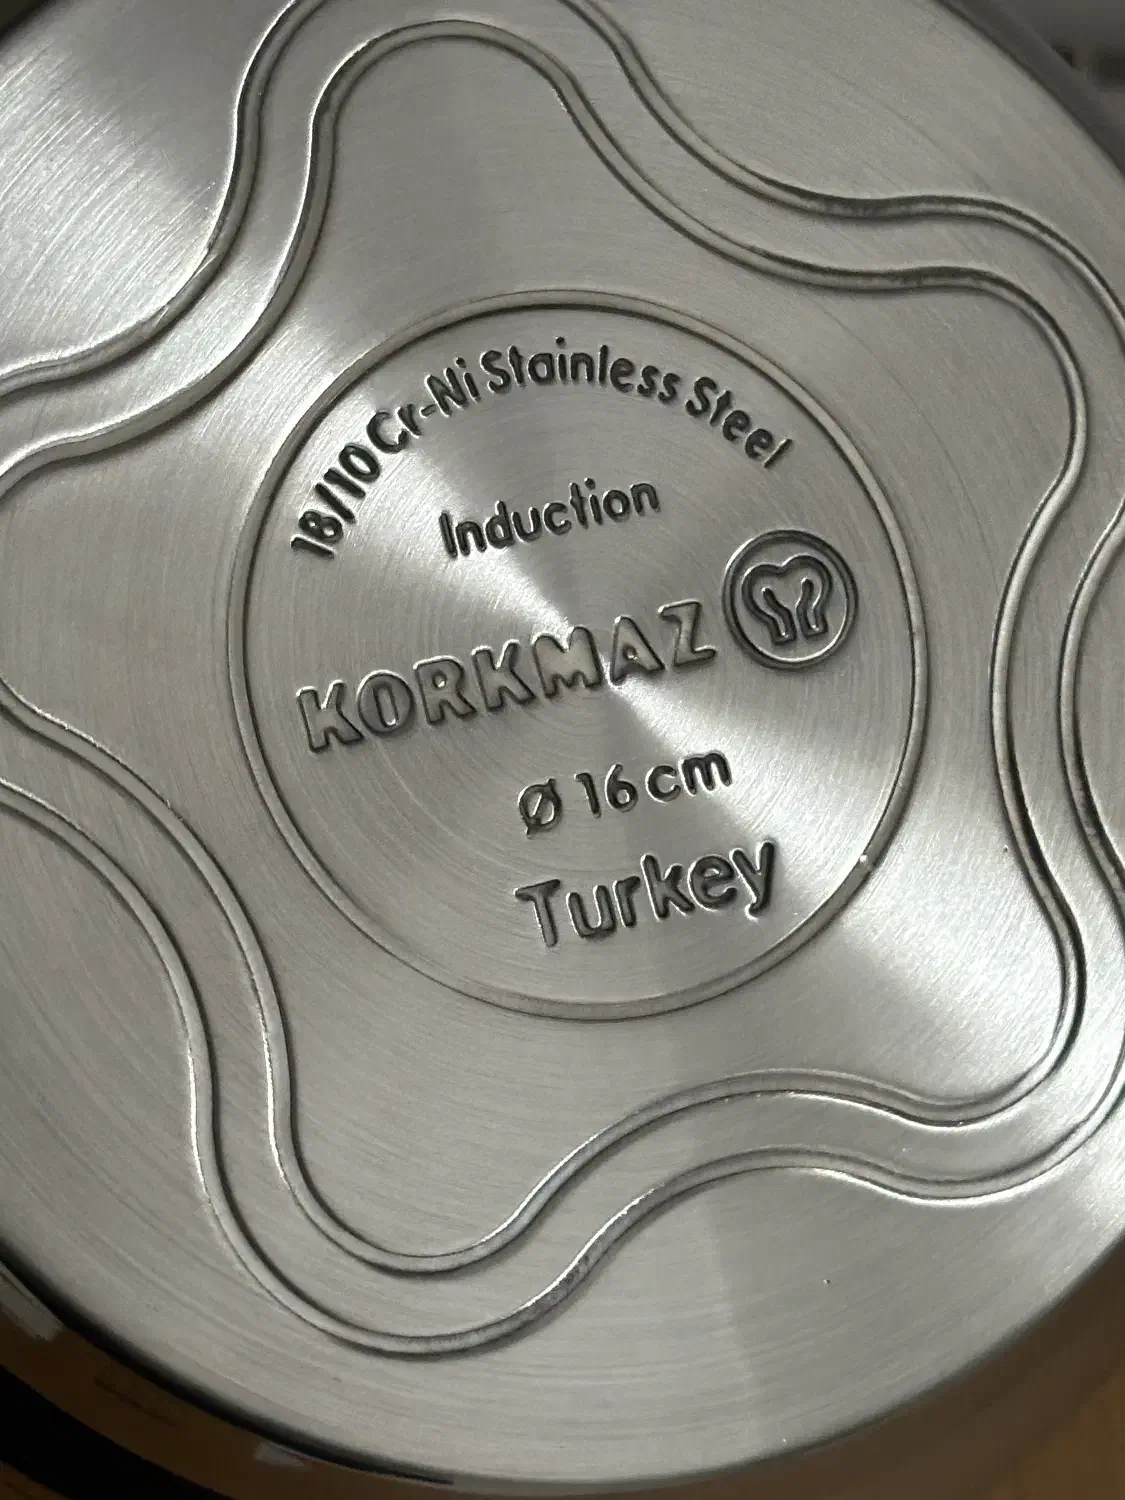 18/10 Cr-Ni Stainless Steel
Induction
KORKMAZ
Ø 16 cm
Turkey